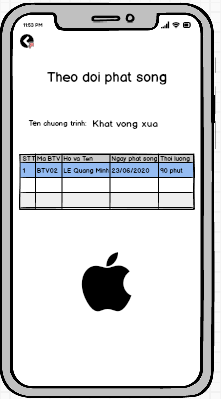 11:53 PM
Theo doi phat song
Ten chuong trinh: Khat vong xua
STT Ma BTV Ho va Ten Ngay phat song Thoi luong
1 BTV02 LE Quang Minh 23/06/2020 90 phut